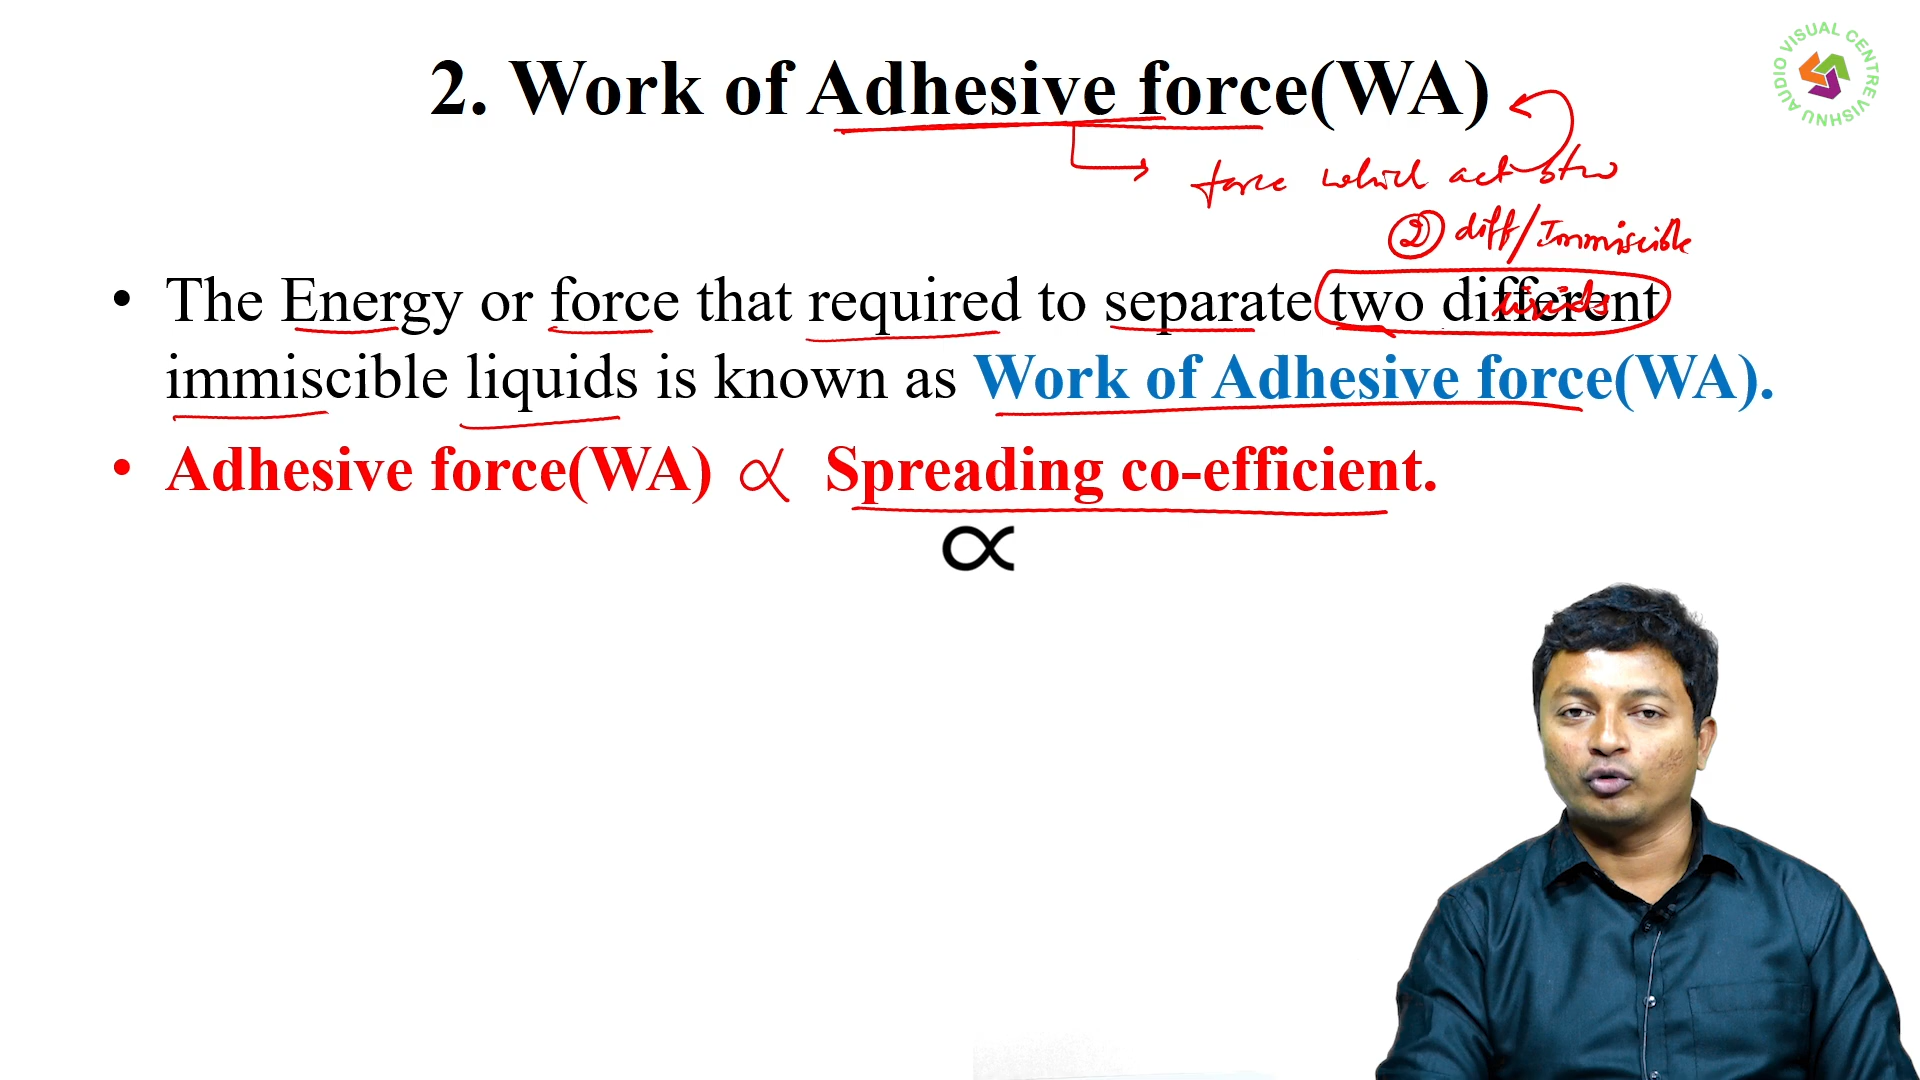 2. Work of Adhesive force(WA)
VISHNU AUDIO VISUAL CENTRE
force which act btw
② diff/Immiscible
• The Energy or force that required to separate two different
immiscible liquids is known as Work of Adhesive force(WA).
• Adhesive force(WA) ∝ Spreading co-efficient.
∝